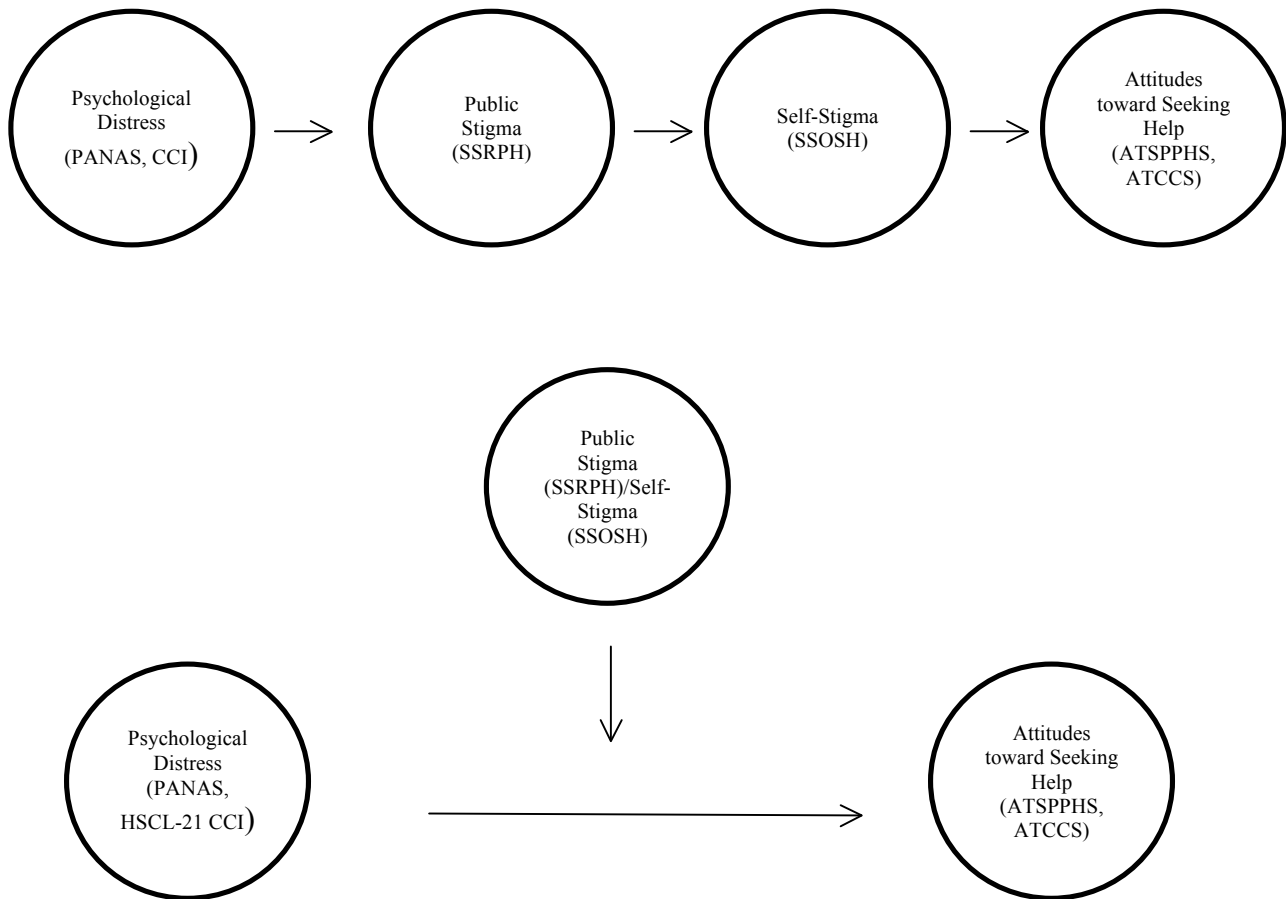 Psychological
Distress
(PANAS, CCI)
Public
Stigma
(SSRPH)
Self-Stigma
(SSOSH)
Attitudes
toward Seeking
Help
(ATSPPHS,
ATCCS)
Public
Stigma
(SSRPH)/Self-
Stigma
(SSOSH)
Psychological
Distress
(PANAS,
HSCL-21 CCI)
Attitudes
toward Seeking
Help
(ATSPPHS,
ATCCS)